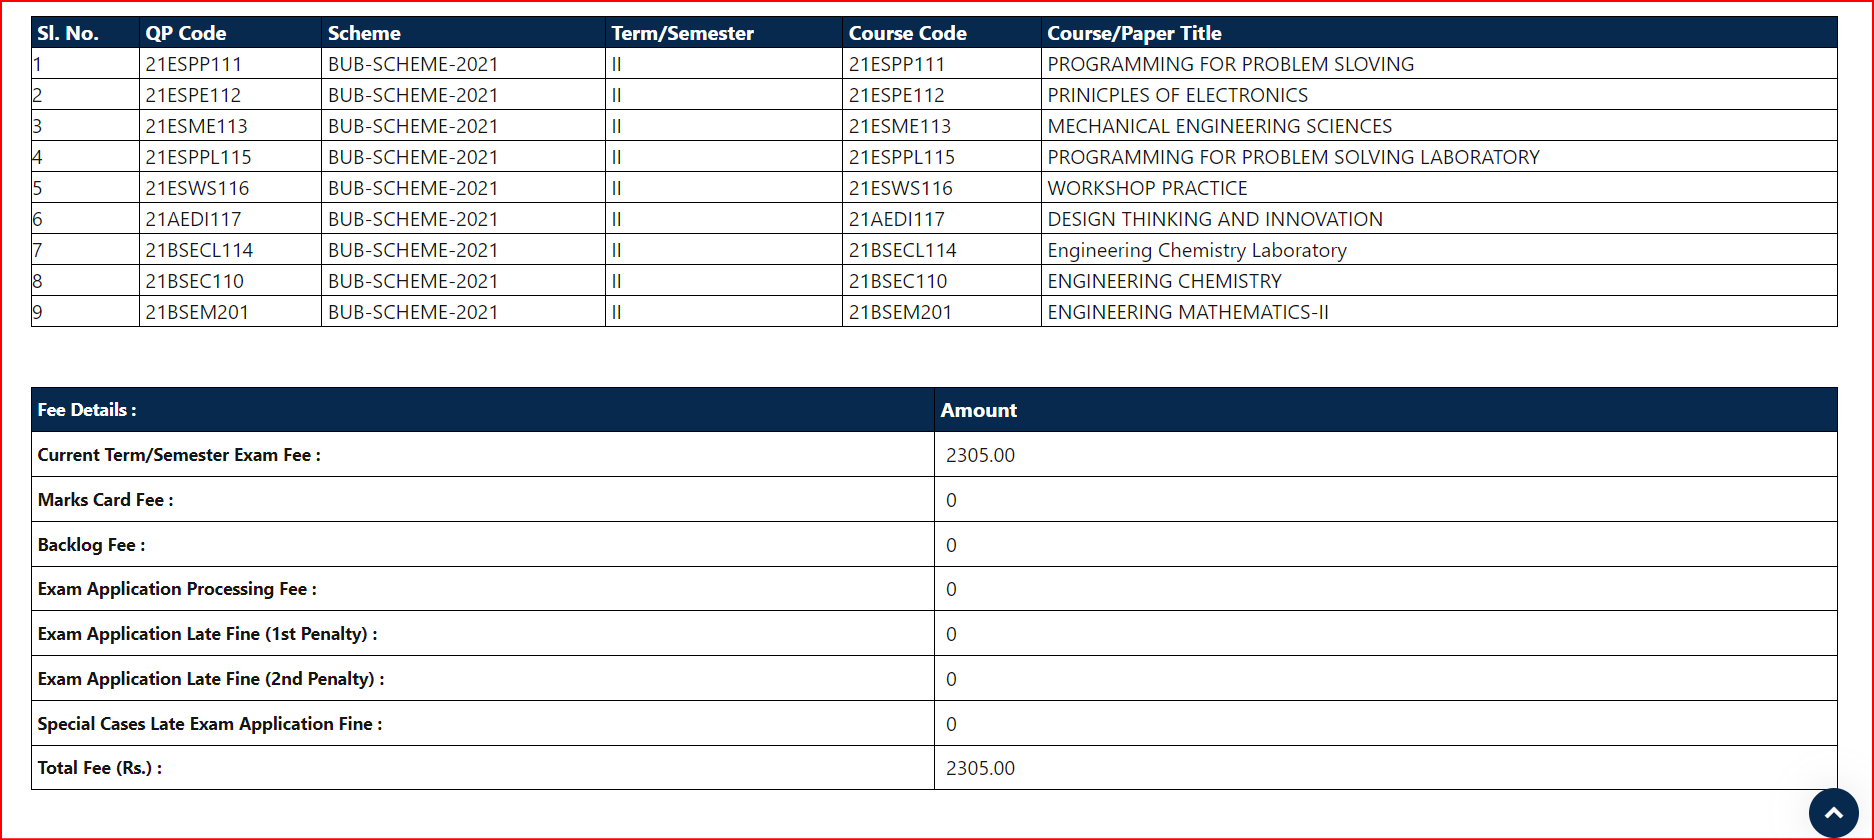 Sl. No. QP Code Scheme Term/Semester Course Code Course/Paper Title
1 21ESPP111 BUB-SCHEME-2021 II 21ESPP111 PROGRAMMING FOR PROBLEM SLOVING
2 21ESPE112 BUB-SCHEME-2021 II 21ESPE112 PRINICPLES OF ELECTRONICS
3 21ESME113 BUB-SCHEME-2021 II 21ESME113 MECHANICAL ENGINEERING SCIENCES
4 21ESPPL115 BUB-SCHEME-2021 II 21ESPPL115 PROGRAMMING FOR PROBLEM SOLVING LABORATORY
5 21ESWS116 BUB-SCHEME-2021 II 21ESWS116 WORKSHOP PRACTICE
6 21AEDI117 BUB-SCHEME-2021 II 21AEDI117 DESIGN THINKING AND INNOVATION
7 21BSECL114 BUB-SCHEME-2021 II 21BSECL114 Engineering Chemistry Laboratory
8 21BSEC110 BUB-SCHEME-2021 II 21BSEC110 ENGINEERING CHEMISTRY
9 21BSEM201 BUB-SCHEME-2021 II 21BSEM201 ENGINEERING MATHEMATICS-II
Fee Details : Amount
Current Term/Semester Exam Fee : 2305.00
Marks Card Fee : 0
Backlog Fee : 0
Exam Application Processing Fee : 0
Exam Application Late Fine (1st Penalty) : 0
Exam Application Late Fine (2nd Penalty) : 0
Special Cases Late Exam Application Fine : 0
Total Fee (Rs.) : 2305.00